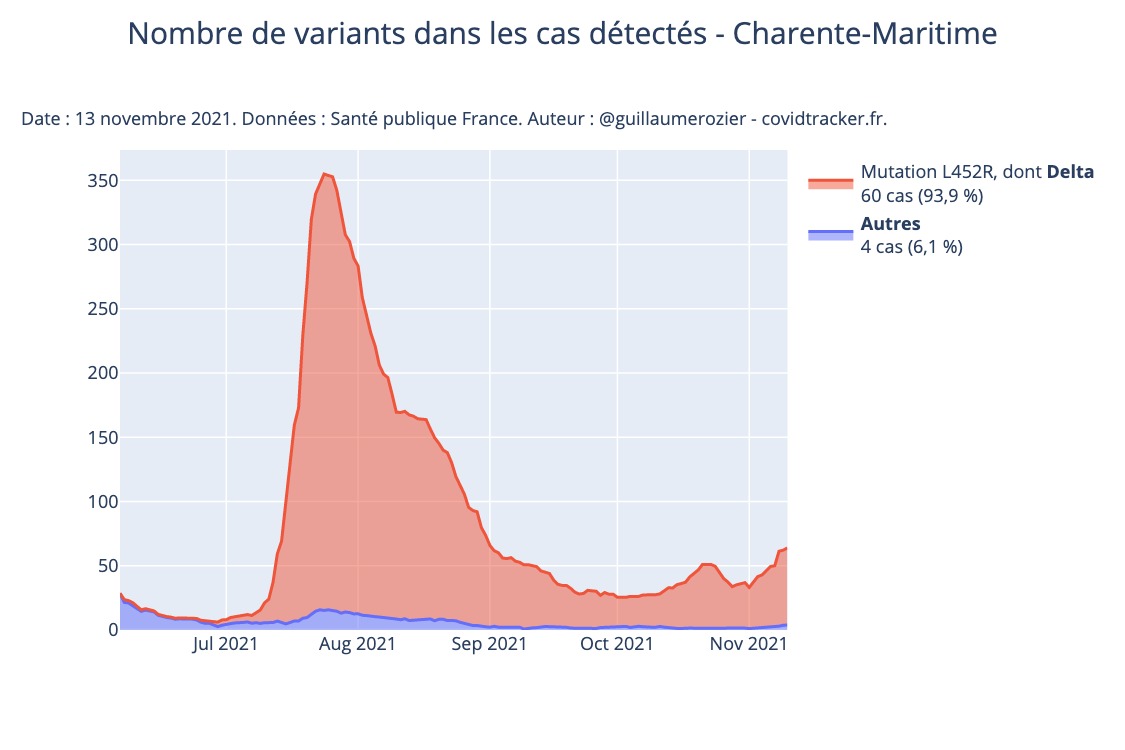 Nombre de variants dans les cas détectés - Charente-Maritime
Date : 13 novembre 2021. Données : Santé publique France. Auteur : @guillaumerozier - covidtracker.fr.
Mutation L452R, dont Delta
60 cas (93,9 %)
Autres
4 cas (6,1 %)
350
300
250
200
150
100
50
0
Jul 2021 Aug 2021 Sep 2021 Oct 2021 Nov 2021